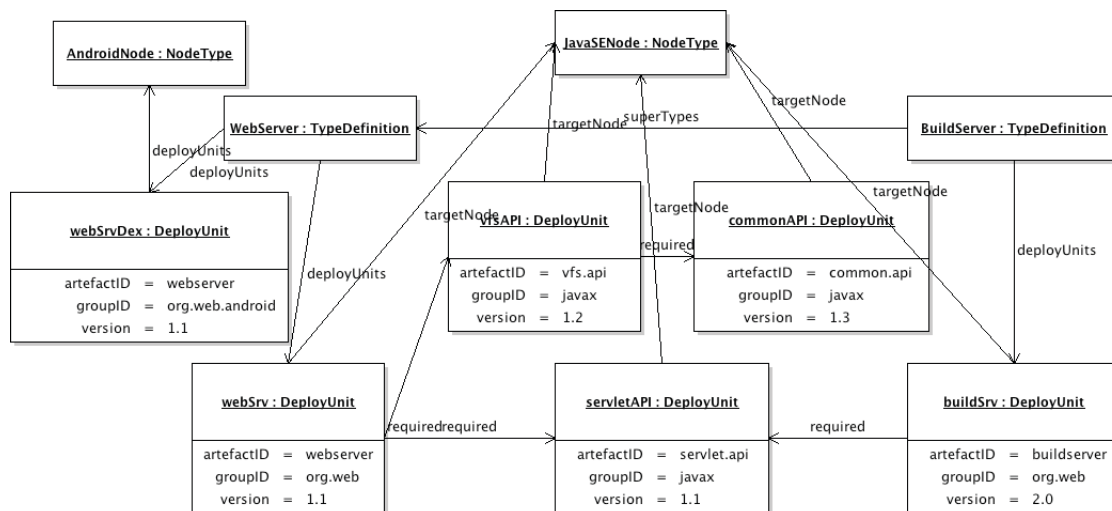 AndroidNode : NodeType
JavaSENode : NodeType
targetNode
WebServer : TypeDefinition
targetNode
superTypes
BuildServer : TypeDefinition
deployUnits
deployUnits
webSrvDex : DeployUnit
artefactID = webserver
groupID = org.web.android
version = 1.1
targetNode
vfsAPI : DeployUnit
artefactID = vfs.api
groupID = javax
version = 1.2
targetNode
required
commonAPI : DeployUnit
artefactID = common.api
groupID = javax
version = 1.3
targetNode
deployUnits
deployUnits
webSrv : DeployUnit
artefactID = webserver
groupID = org.web
version = 1.1
requiredrequired
servletAPI : DeployUnit
artefactID = servlet.api
groupID = javax
version = 1.1
required
buildSrv : DeployUnit
artefactID = buildserver
groupID = org.web
version = 2.0